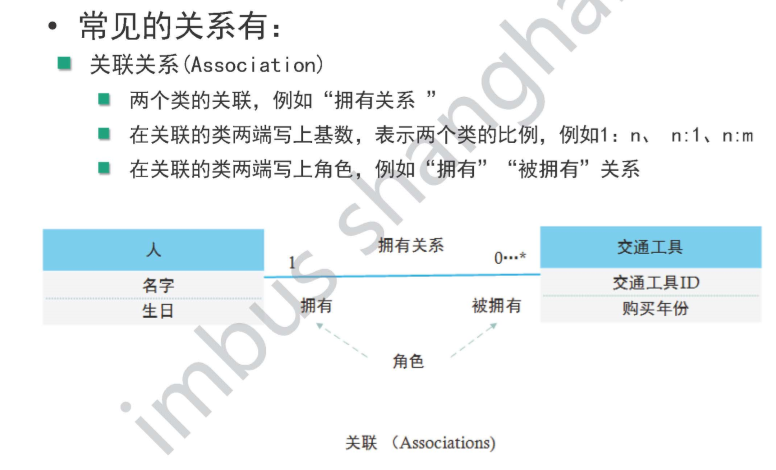 • 常见的关系有：
■ 关联关系(Association)
■ 两个类的关联，例如“拥有关系 ”
■ 在关联的类两端写上基数，表示两个类的比例，例如1：n、 n:1、n:m
■ 在关联的类两端写上角色，例如“拥有”“被拥有”关系
人
名字
生日
拥有关系
1
0…*
拥有
被拥有
角色
交通工具
交通工具ID
购买年份
关联 （Associations)
imbus shanghai